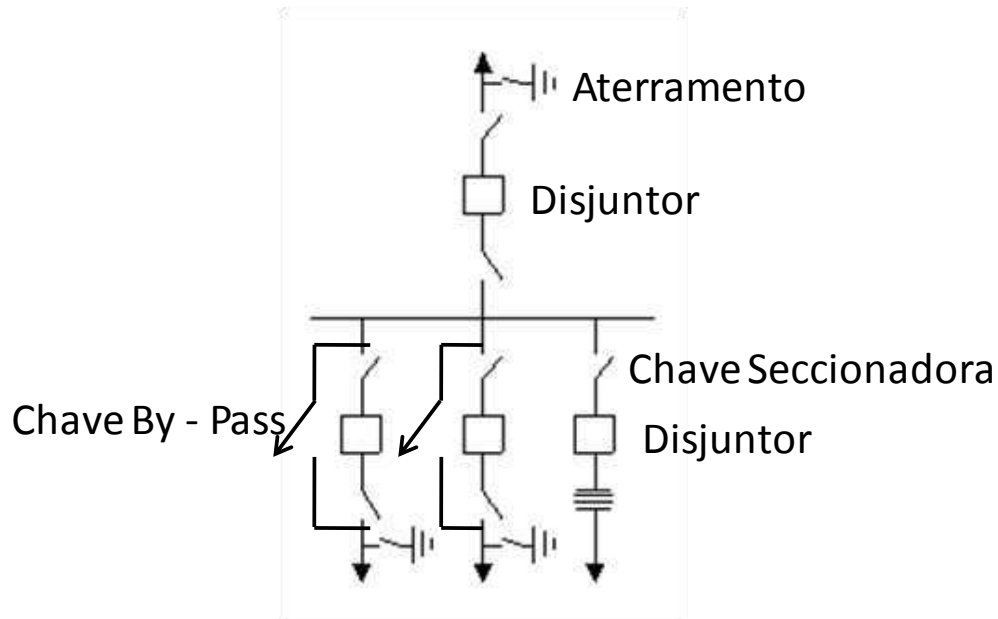 Aterramento
Disjuntor
Chave Seccionadora
Chave By - Pass
Disjuntor